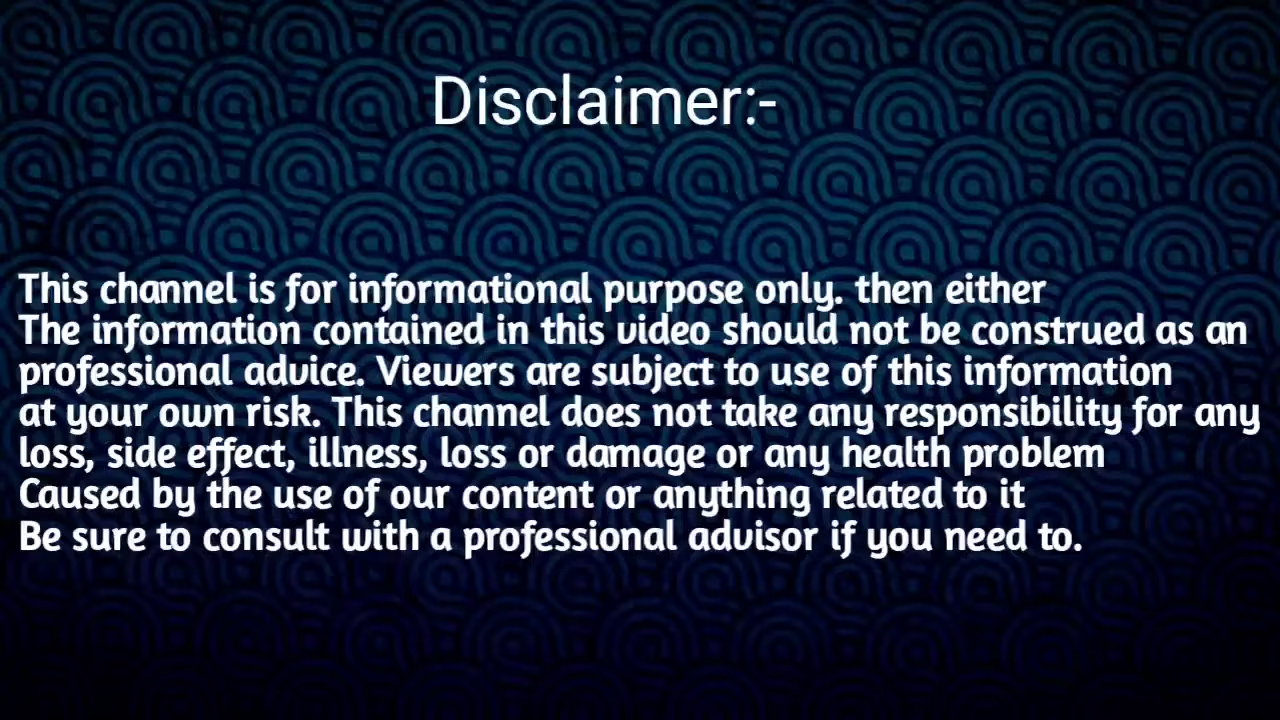 Disclaimer:-
This channel is for informational purpose only. then either
The information contained in this video should not be construed as an
professional advice. Viewers are subject to use of this information
at your own risk. This channel does not take any responsibility for any
loss, side effect, illness, loss or damage or any health problem
Caused by the use of our content or anything related to it
Be sure to consult with a professional advisor if you need to.